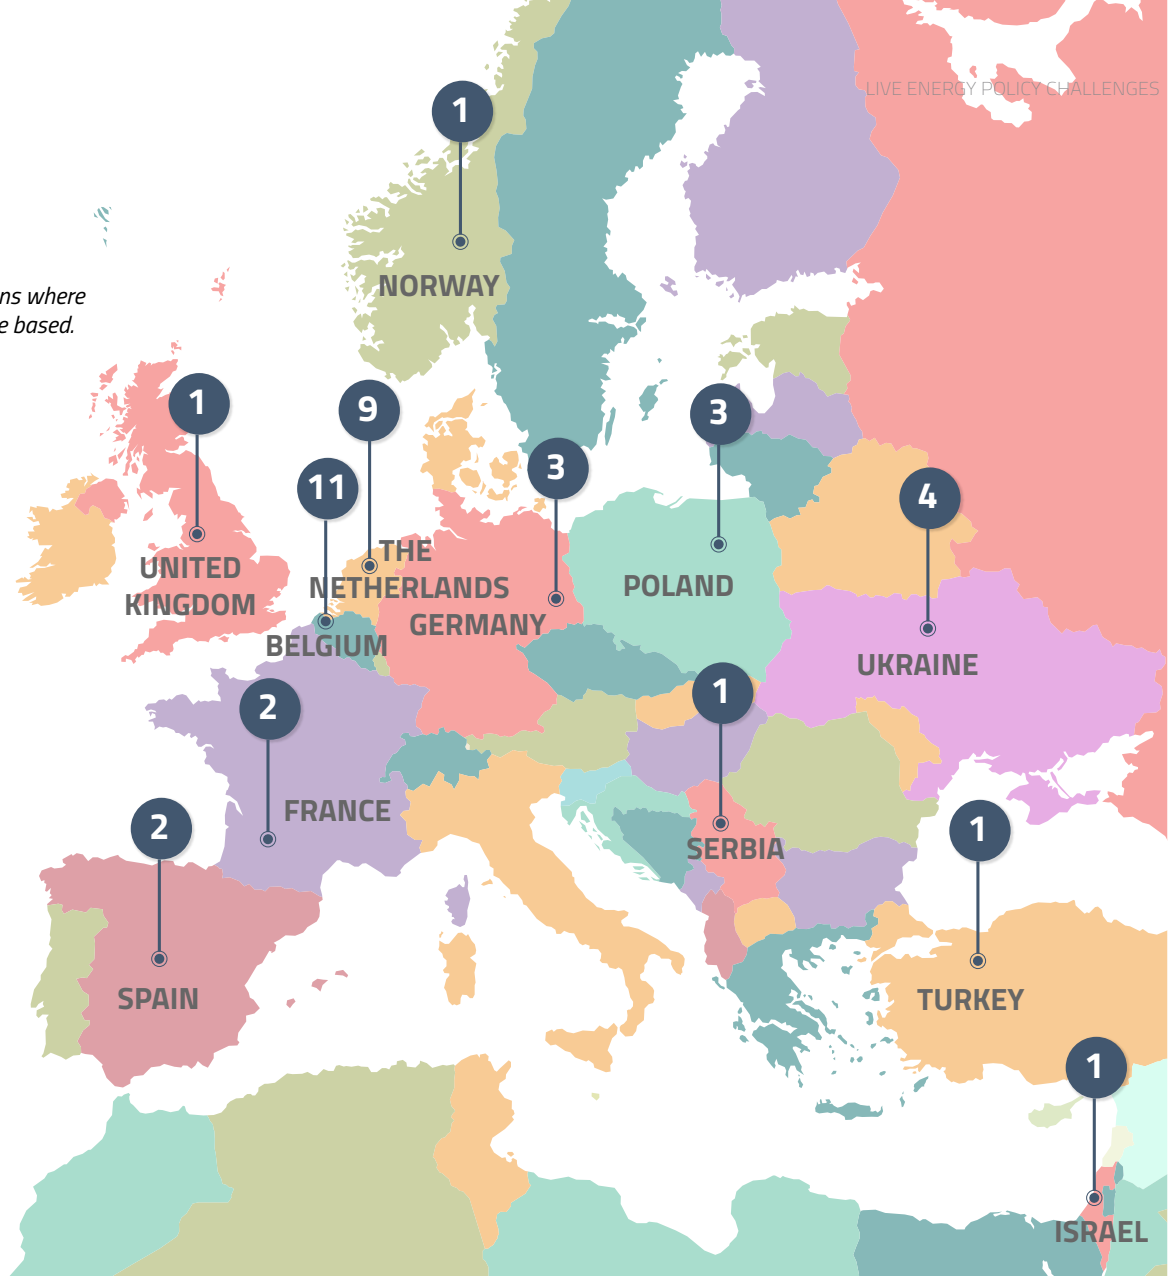 LIVE ENERGY POLICY CHALLENGES
1
NORWAY
ns where
e based.
1
9
3
3
11
4
THE
NETHERLANDS
UNITED
KINGDOM
POLAND
GERMANY
BELGIUM
UKRAINE
1
2
FRANCE
2
SERBIA
1
SPAIN
TURKEY
1
ISRAEL